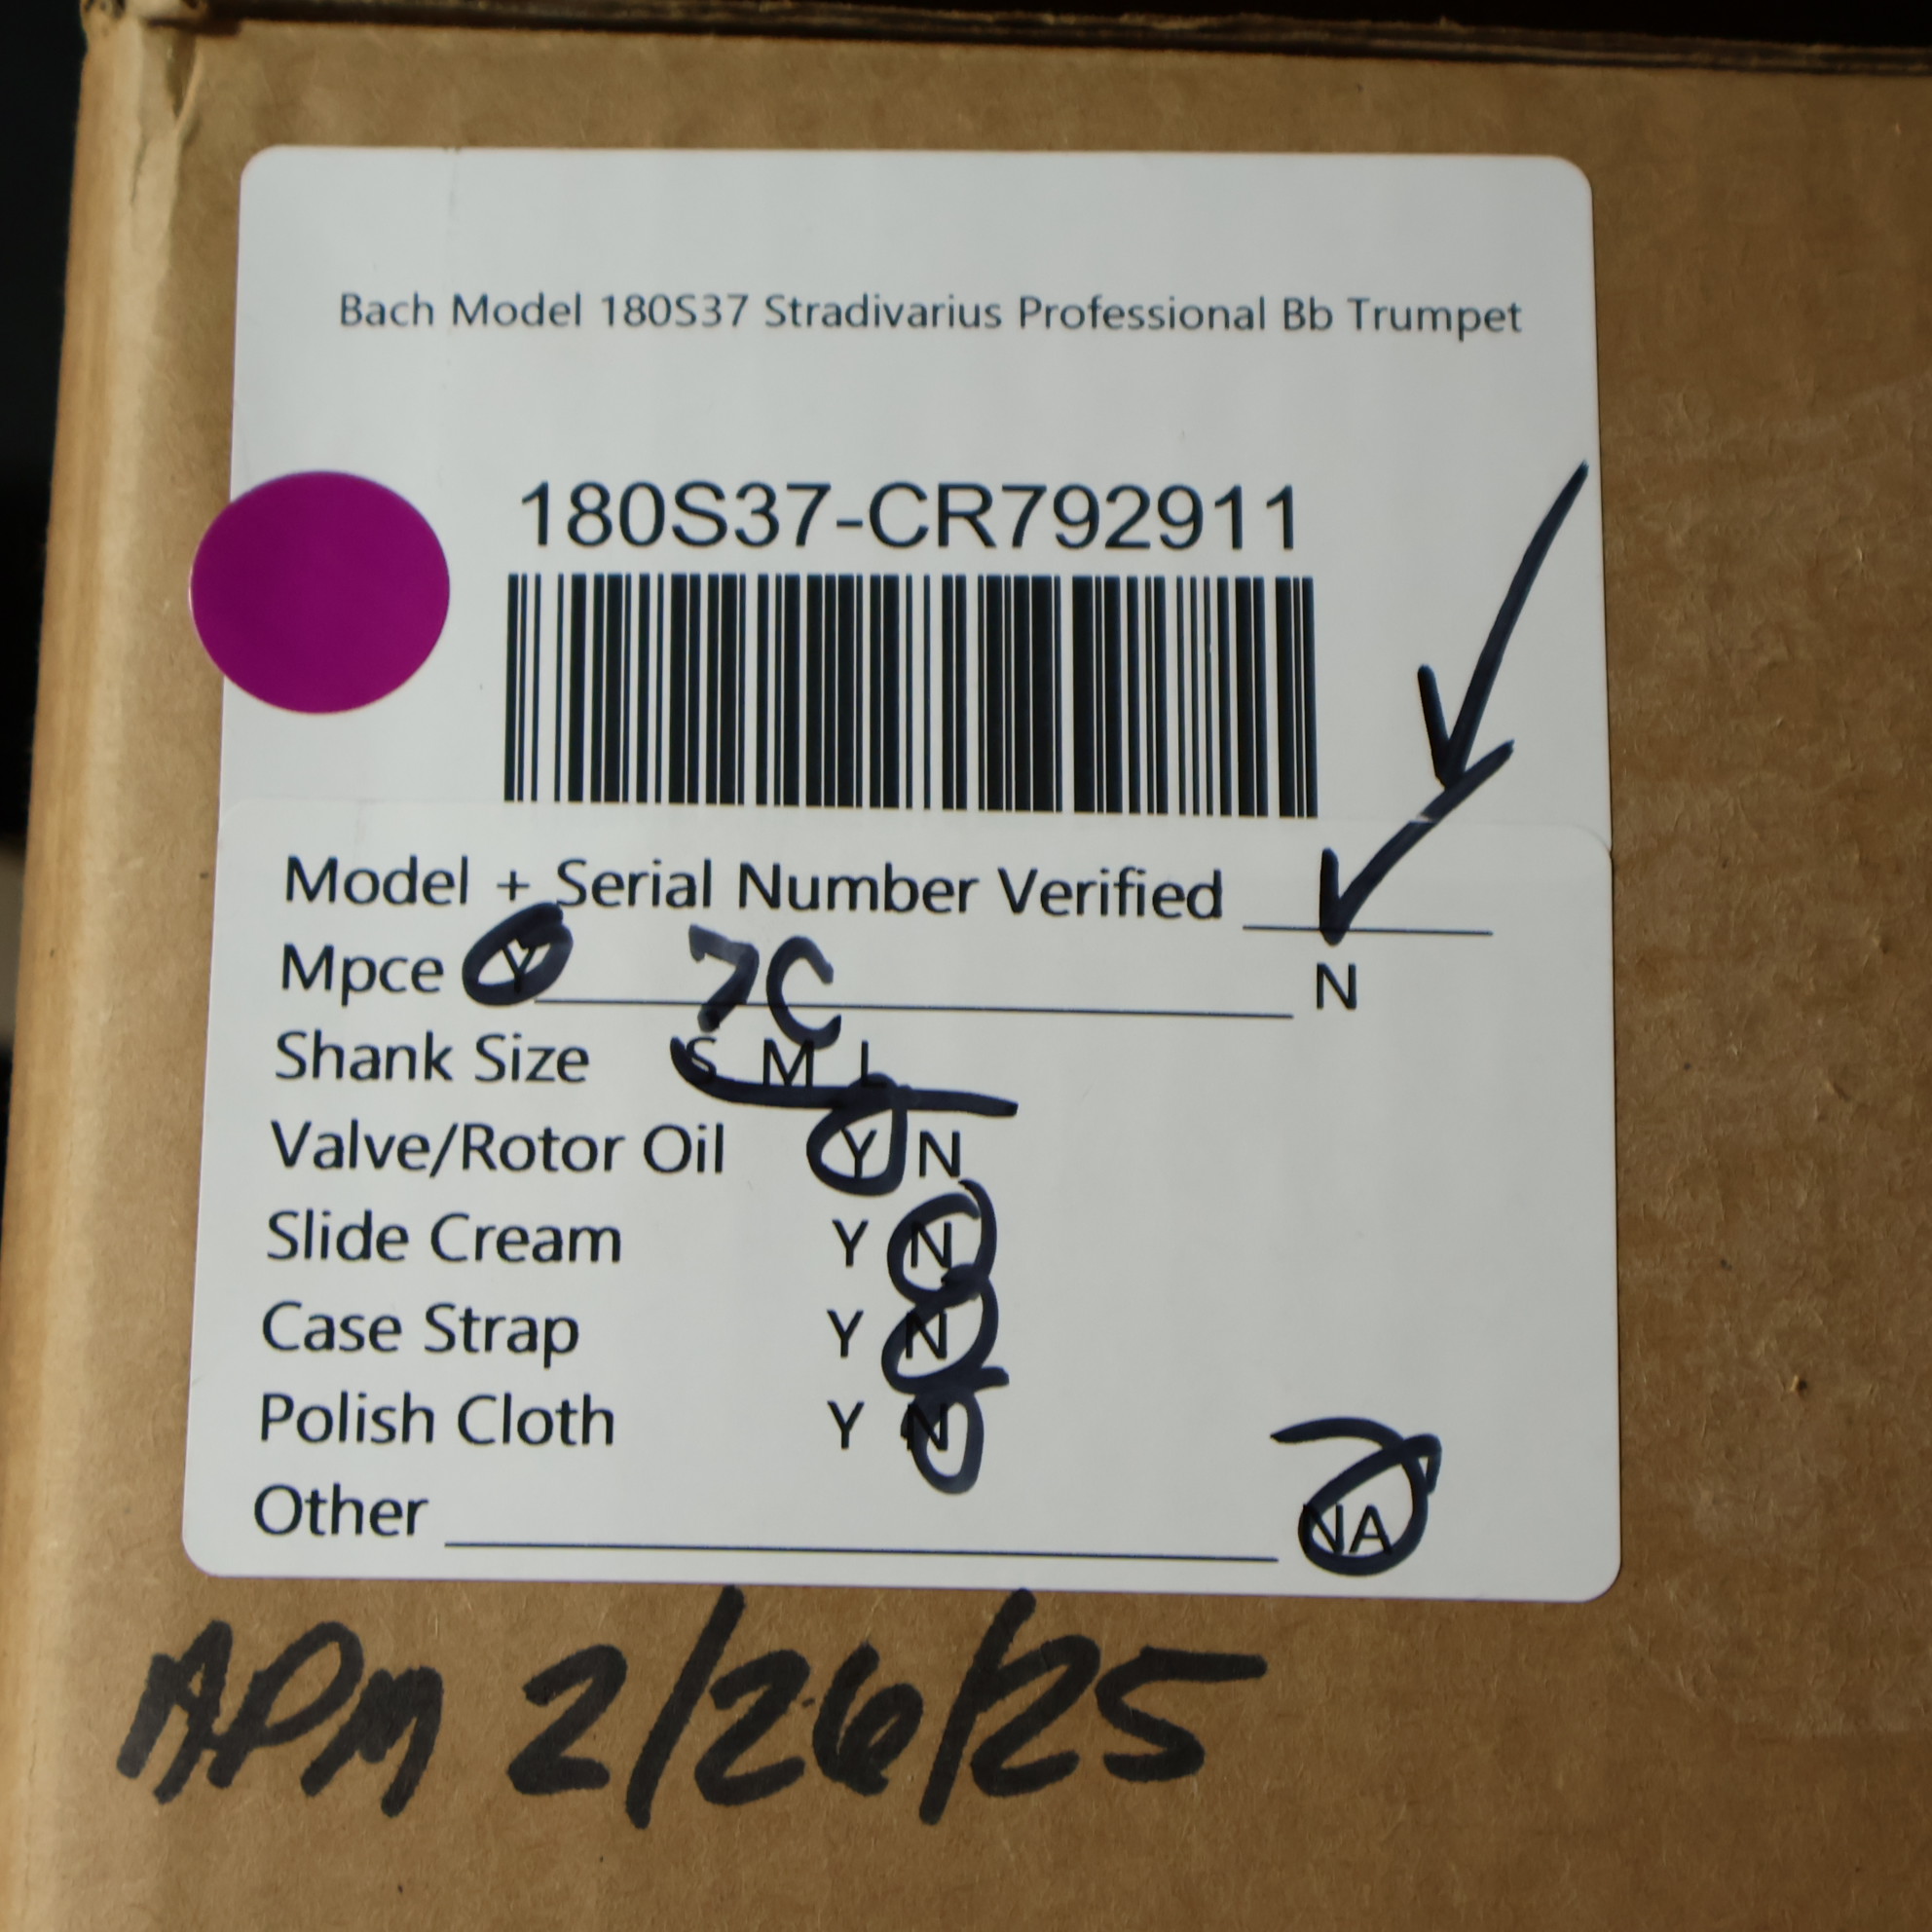 Bach Model 180S37 Stradivarius Professional Bb Trumpet
180S37-CR792911
Model + Serial Number Verified
Mpce Y 7C N
Shank Size S M L
Valve/Rotor Oil Y N
Slide Cream Y N
Case Strap Y N
Polish Cloth Y N
Other NA
APM 2/26/25